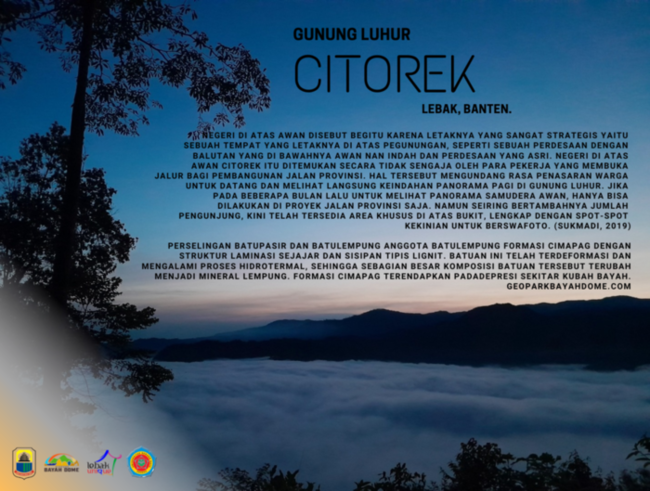 GUNUNG LUHUR
CITOREK
LEBAK, BANTEN.
NEGERI DI ATAS AWAN DISEBUT BEGITU KARENA LETAKNYA YANG SANGAT STRATEGIS YAITU
SEBUAH TEMPAT YANG LETAKNYA DI ATAS PEGUNUNGAN, SEPERTI SEBUAH PERDESAAN DENGAN
BALUTAN YANG DI BAWAHNYA AWAN NAN INDAH DAN PERDESAAN YANG ASRI. NEGERI DI ATAS
AWAN CITOREK ITU DITEMUKAN SECARA TIDAK SENGAJA OLEH PARA PEKERJA YANG MEMBUKA
JALUR BAGI PEMBANGUNAN JALAN PROVINSI. HAL TERSEBUT MENGUNDANG RASA PENASARAN WARGA
UNTUK DATANG DAN MELIHAT LANGSUNG KEINDAHAN PANORAMA PAGI DI GUNUNG LUHUR. JIKA
PADA BEBERAPA BULAN LALU UNTUK MELIHAT PANORAMA SAMUDERA AWAN, HANYA BISA
DILAKUKAN DI PROYEK JALAN PROVINSI SAJA. NAMUN SEIRING BERTAMBAHNYA JUMLAH
PENGUNJUNG, KINI TELAH TERSEDIA AREA KHUSUS DI ATAS BUKIT, LENGKAP DENGAN SPOT-SPOT
KEKINIAN UNTUK BERSWAFOTO. (SUKMADI, 2019)
PERSELINGAN BATUPASIR DAN BATULEMPUNG ANGGOTA BATULEMPUNG FORMASI CIMAPAG DENGAN
STRUKTUR LAMINASI SEJAJAR DAN SISIPAN TIPIS LIGNIT. BATUAN INI TELAH TERDEFORMASI DAN
MENGALAMI PROSES HIDROTERMAL, SEHINGGA SEBAGIAN BESAR KOMPOSISI BATUAN TERSEBUT TERUBAH
MENJADI MINERAL LEMPUNG. FORMASI CIMAPAG TERENDAPKAN PADADEPRESI SEKITAR KUBAH BAYAH.
GEOPARKBAYAHDOME.COM
BAYAH DOME
lebak
unique